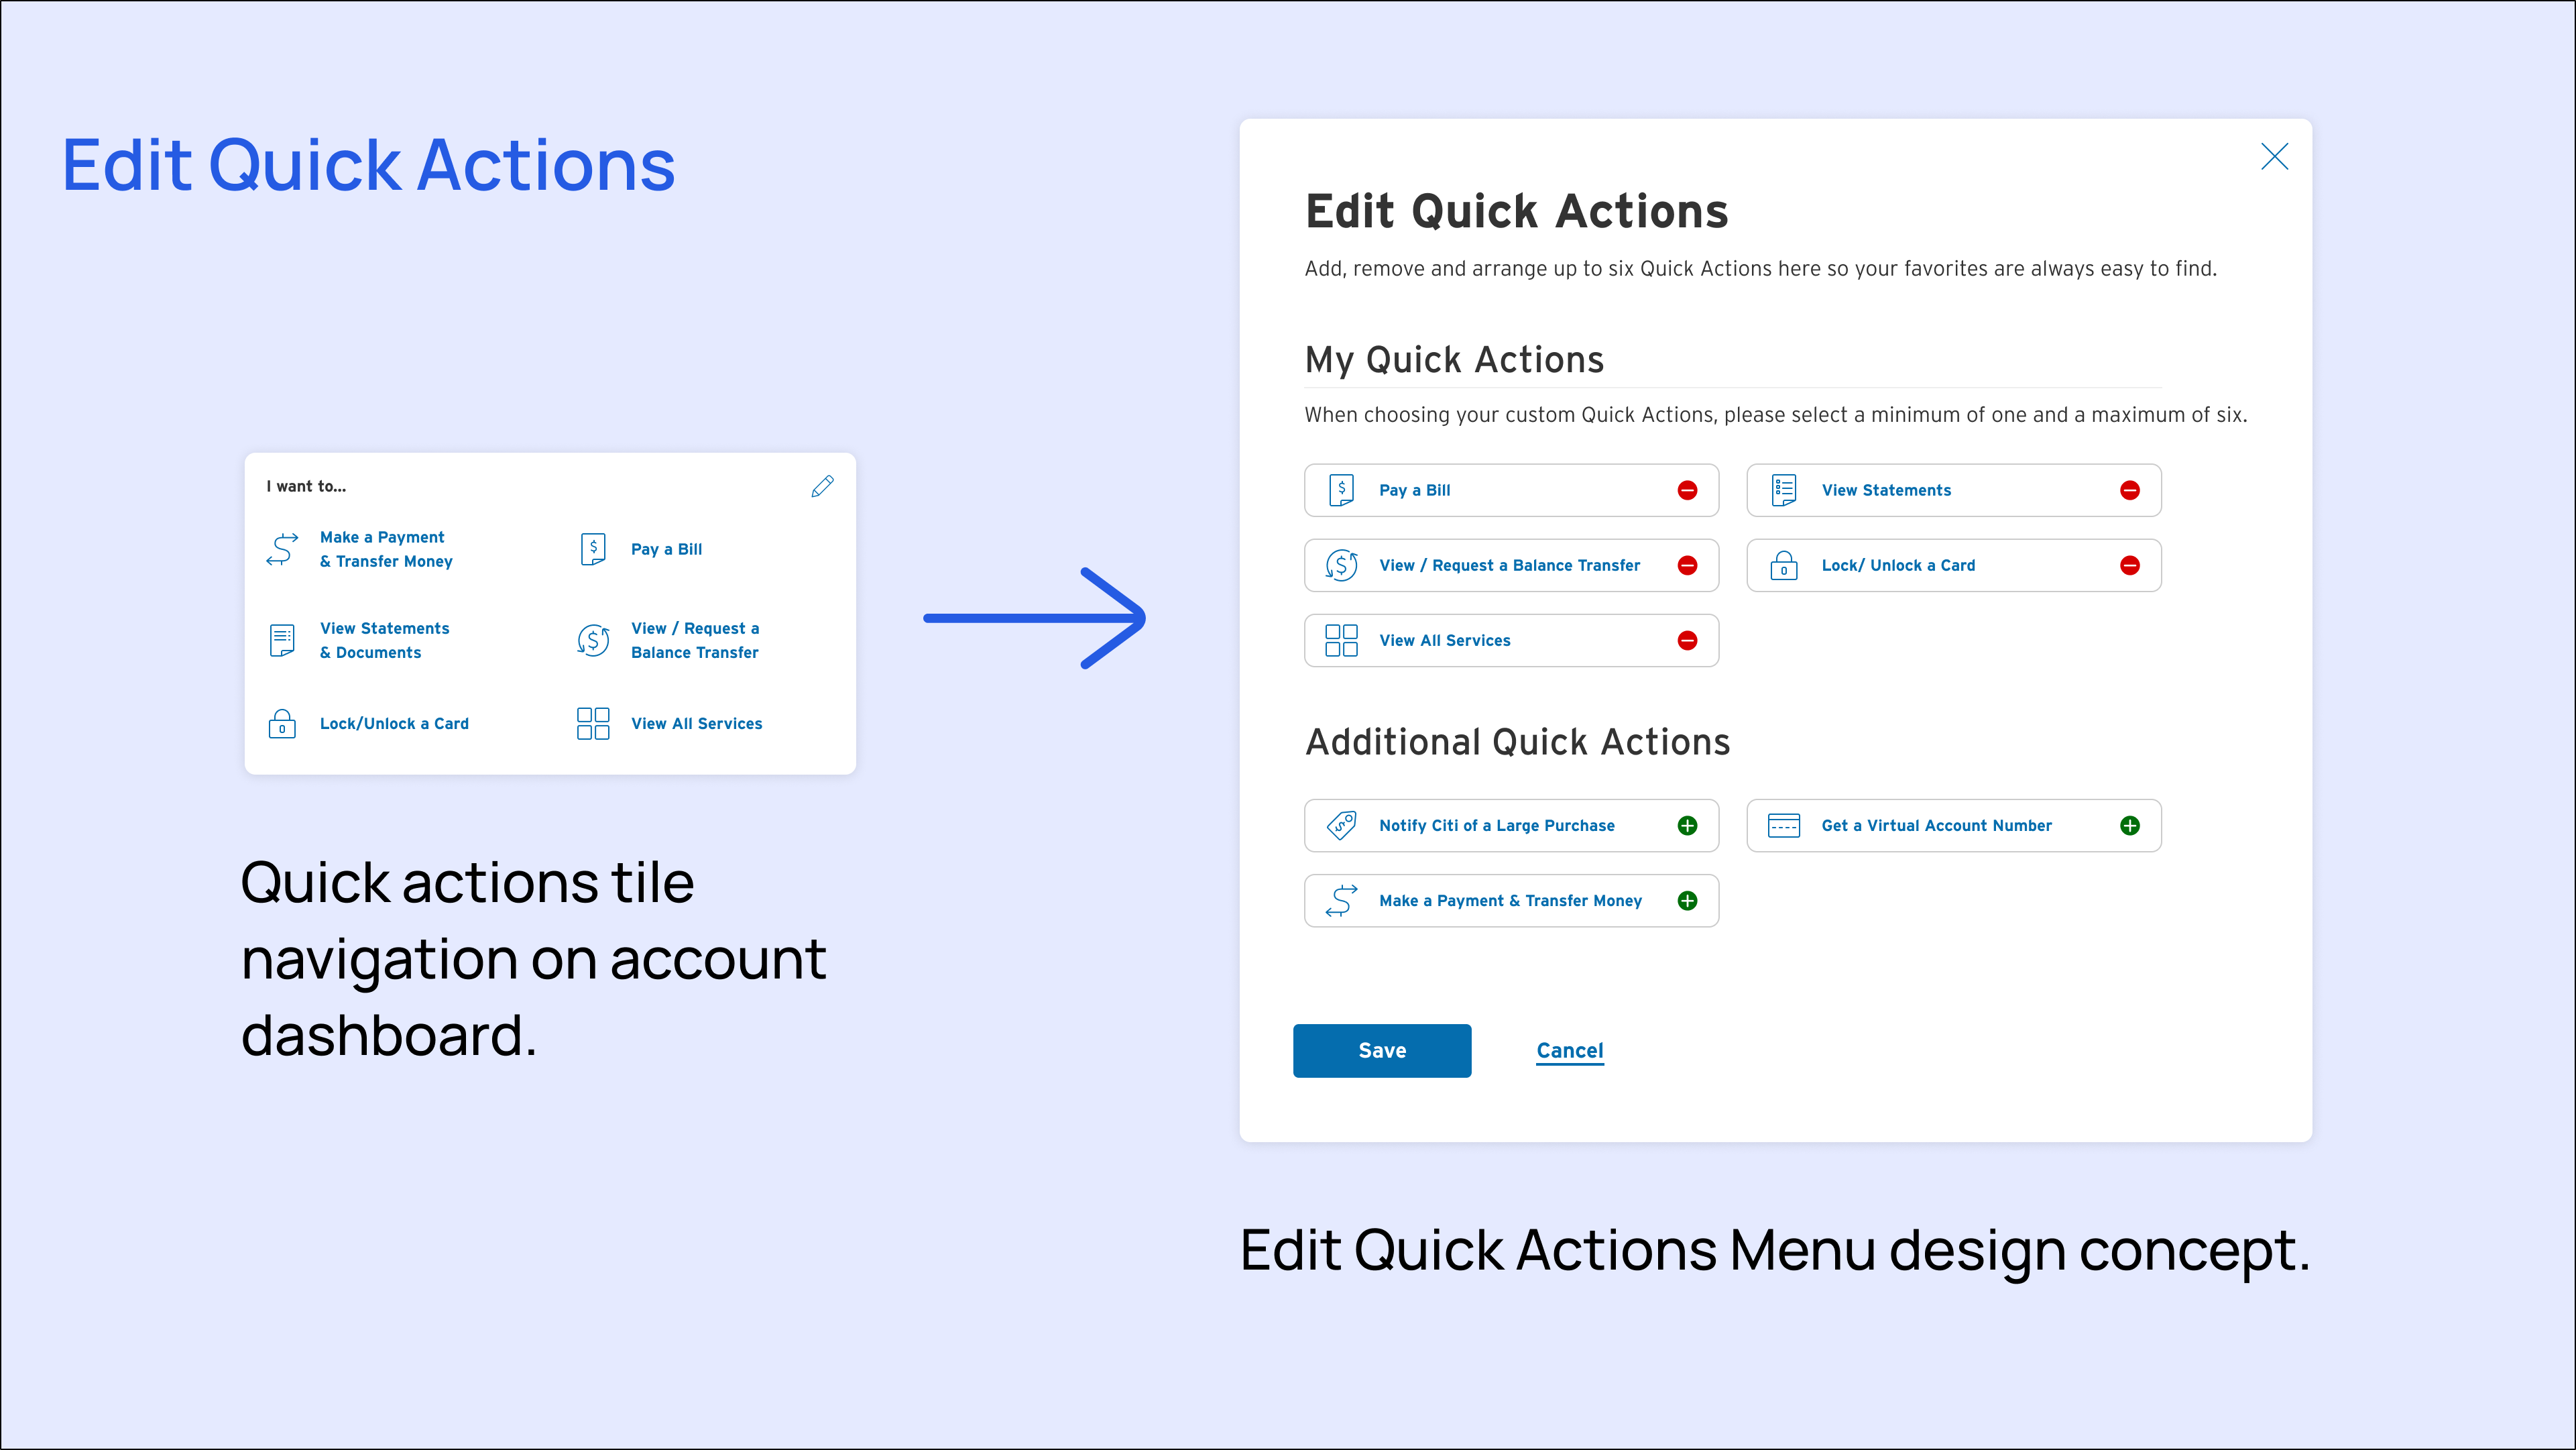 Edit Quick Actions
I want to...
Make a Payment
& Transfer Money
Pay a Bill
View Statements
& Documents
View / Request a
Balance Transfer
Lock/Unlock a Card
View All Services
Quick actions tile
navigation on account
dashboard.
Edit Quick Actions
Add, remove and arrange up to six Quick Actions here so your favorites are always easy to find.
My Quick Actions
When choosing your custom Quick Actions, please select a minimum of one and a maximum of six.
Pay a Bill
View Statements
View / Request a Balance Transfer
Lock/ Unlock a Card
View All Services
Additional Quick Actions
Notify Citi of a Large Purchase
Get a Virtual Account Number
Make a Payment & Transfer Money
Save
Cancel
Edit Quick Actions Menu design concept.